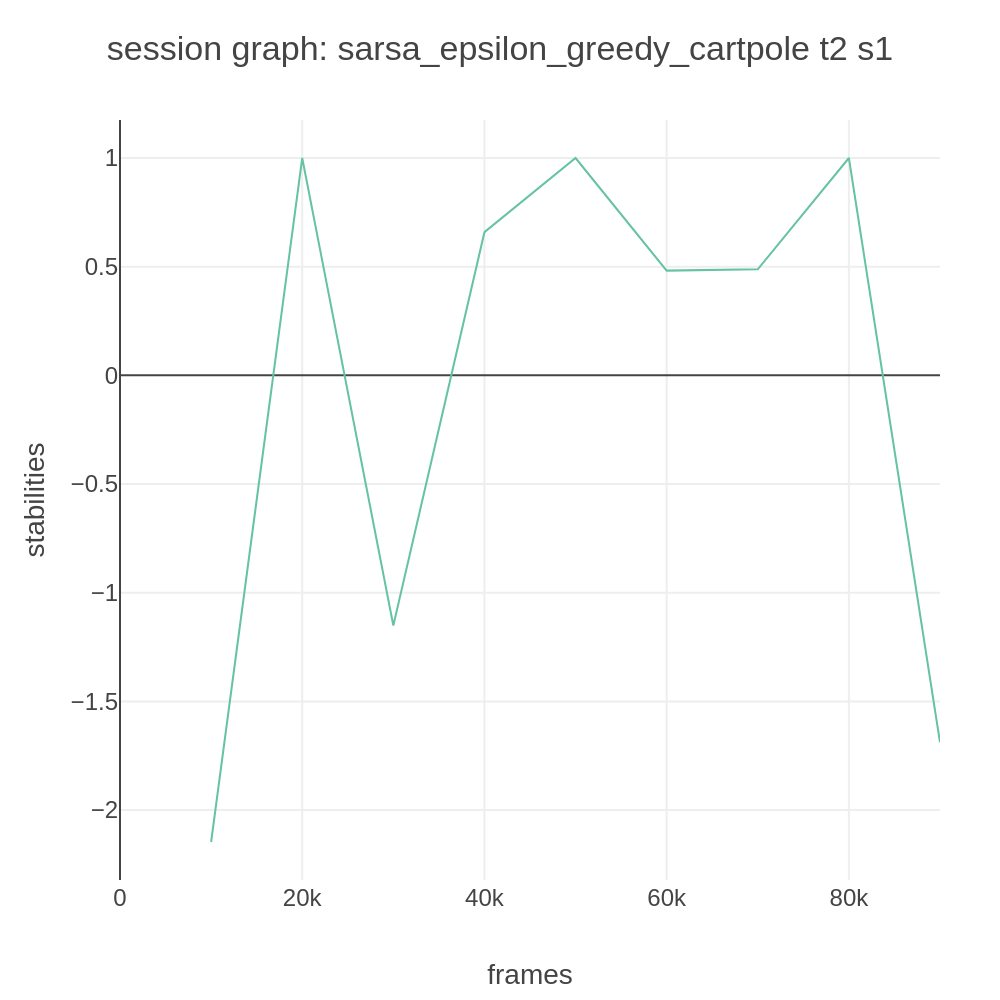 session graph: sarsa_epsilon_greedy_cartpole t2 s1
1
0.5
0
−0.5
−1
−1.5
−2
stabilities
0 20k 40k 60k 80k
frames